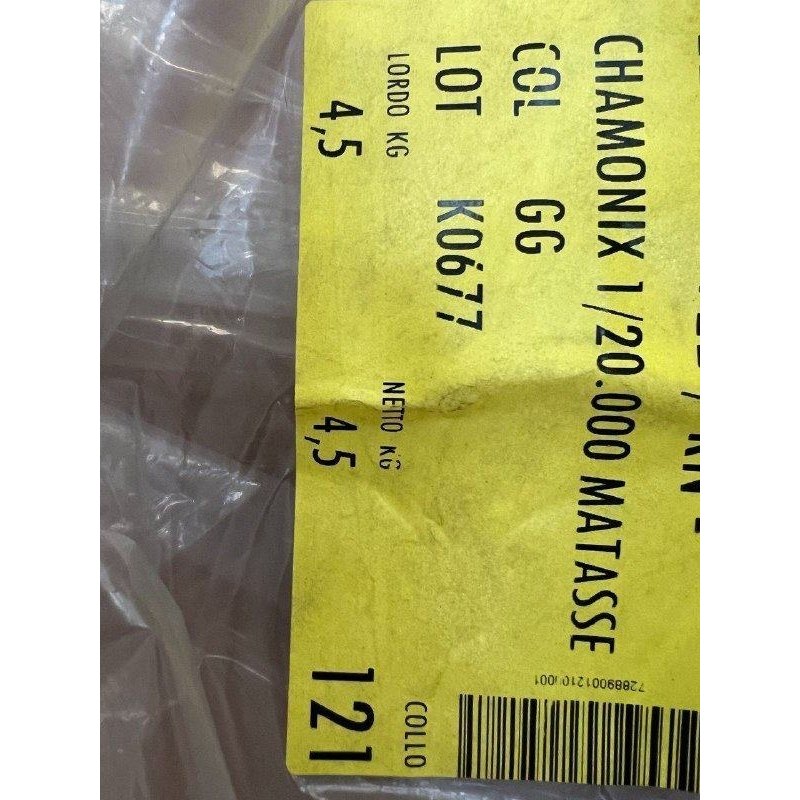 CHAMONIX 1/20.000 MATASSE
COL GG
LOT K0677
LORDO KG NETTO KG COLLO
4,5 4,5 121